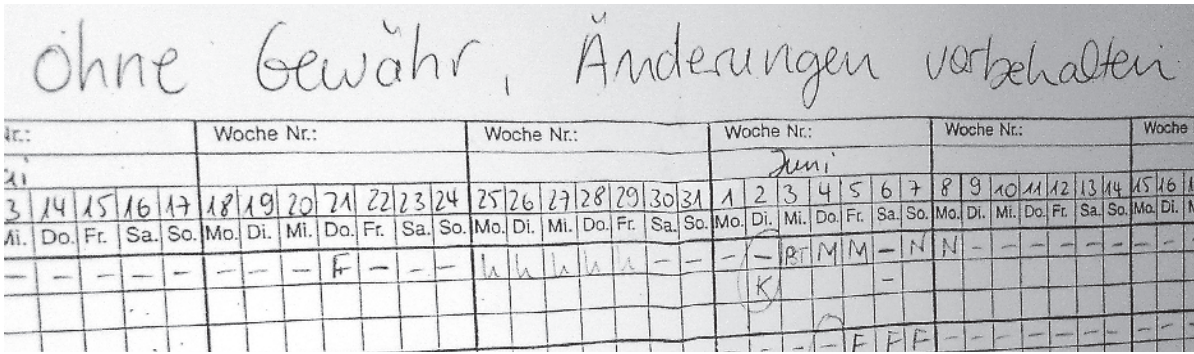 ohne Gewähr, Änderungen vorbehalten
Nr.: Woche Nr.: Woche Nr.: Woche Nr.: Woche Nr.: Woche
Juni
3 14 15 16 17 18 19 20 21 22 23 24 25 26 27 28 29 30 31 1 2 3 4 5 6 7 8 9 10 11 12 13 14 15 16 1
Mi. Do. Fr. Sa. So. Mo. Di. Mi. Do. Fr. Sa. So. Mo. Di. Mi. Do. Fr. Sa. So. Mo. Di. Mi. Do. Fr. Sa. So. Mo. Di. Mi. Do. Fr. Sa. So. Mo. Di. M
- - - - - - - - F - - - h h h h h - - - - BT M M - N N - - - - - - - - -
K -
- - - - F F F - - - - - - - - -